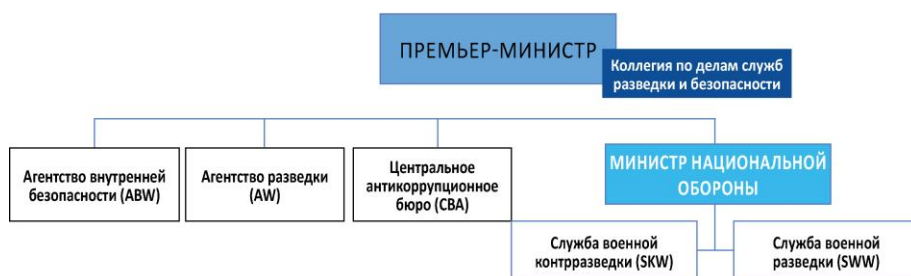 ПРЕМЬЕР-МИНИСТР
Коллегия по делам служб
разведки и безопасности
Агентство внутренней
безопасности (ABW)
Агентство разведки
(AW)
Центральное
антикоррупционное
бюро (CBA)
МИНИСТР НАЦИОНАЛЬНОЙ
ОБОРОНЫ
Служба военной
контрразведки (SKW)
Служба военной
разведки (SWW)